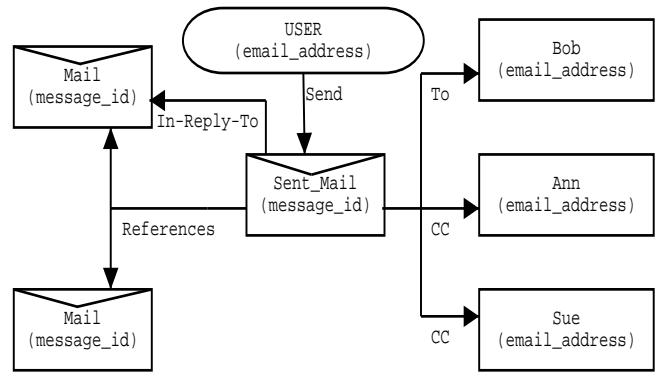 USER
(email_address)
Bob
(email_address)
Mail
(message_id)
Send
To
In-Reply-To
Sent_Mail
(message_id)
Ann
(email_address)
References
CC
Mail
(message_id)
Sue
(email_address)
CC